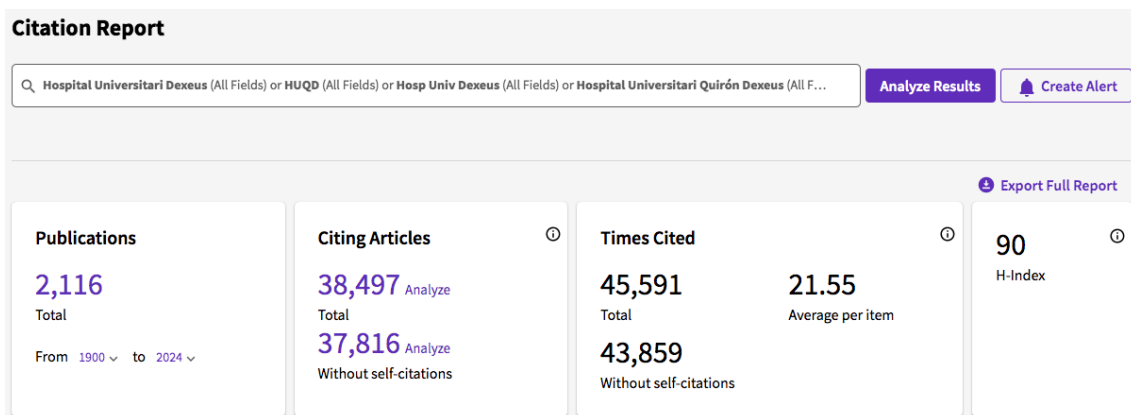 Citation Report
Hospital Universitari Dexeus (All Fields) or HUQD (All Fields) or Hosp Univ Dexeus (All Fields) or Hospital Universitari Quirón Dexeus (All F...
Analyze Results
Create Alert
Export Full Report
Publications
2,116
Total
From 1900 to 2024
Citing Articles
38,497 Analyze
Total
37,816 Analyze
Without self-citations
Times Cited
45,591
Total
43,859
Without self-citations
21.55
Average per item
90
H-Index